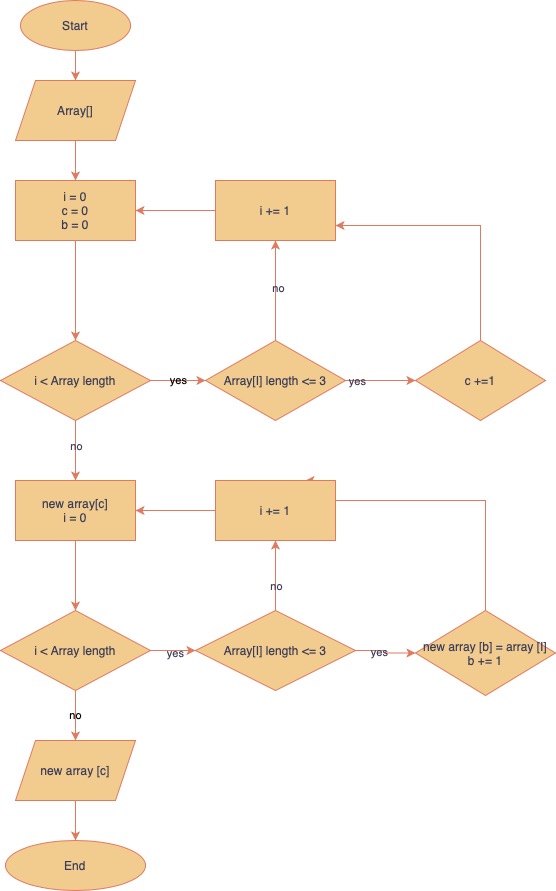 Start
Array[]
i = 0
c = 0
b = 0
i += 1
no
i < Array length
yes
Array[I] length <= 3
yes
c +=1
no
new array[c]
i = 0
i += 1
no
i < Array length
yes
Array[I] length <= 3
yes
new array [b] = array [I]
b += 1
no
new array [c]
End